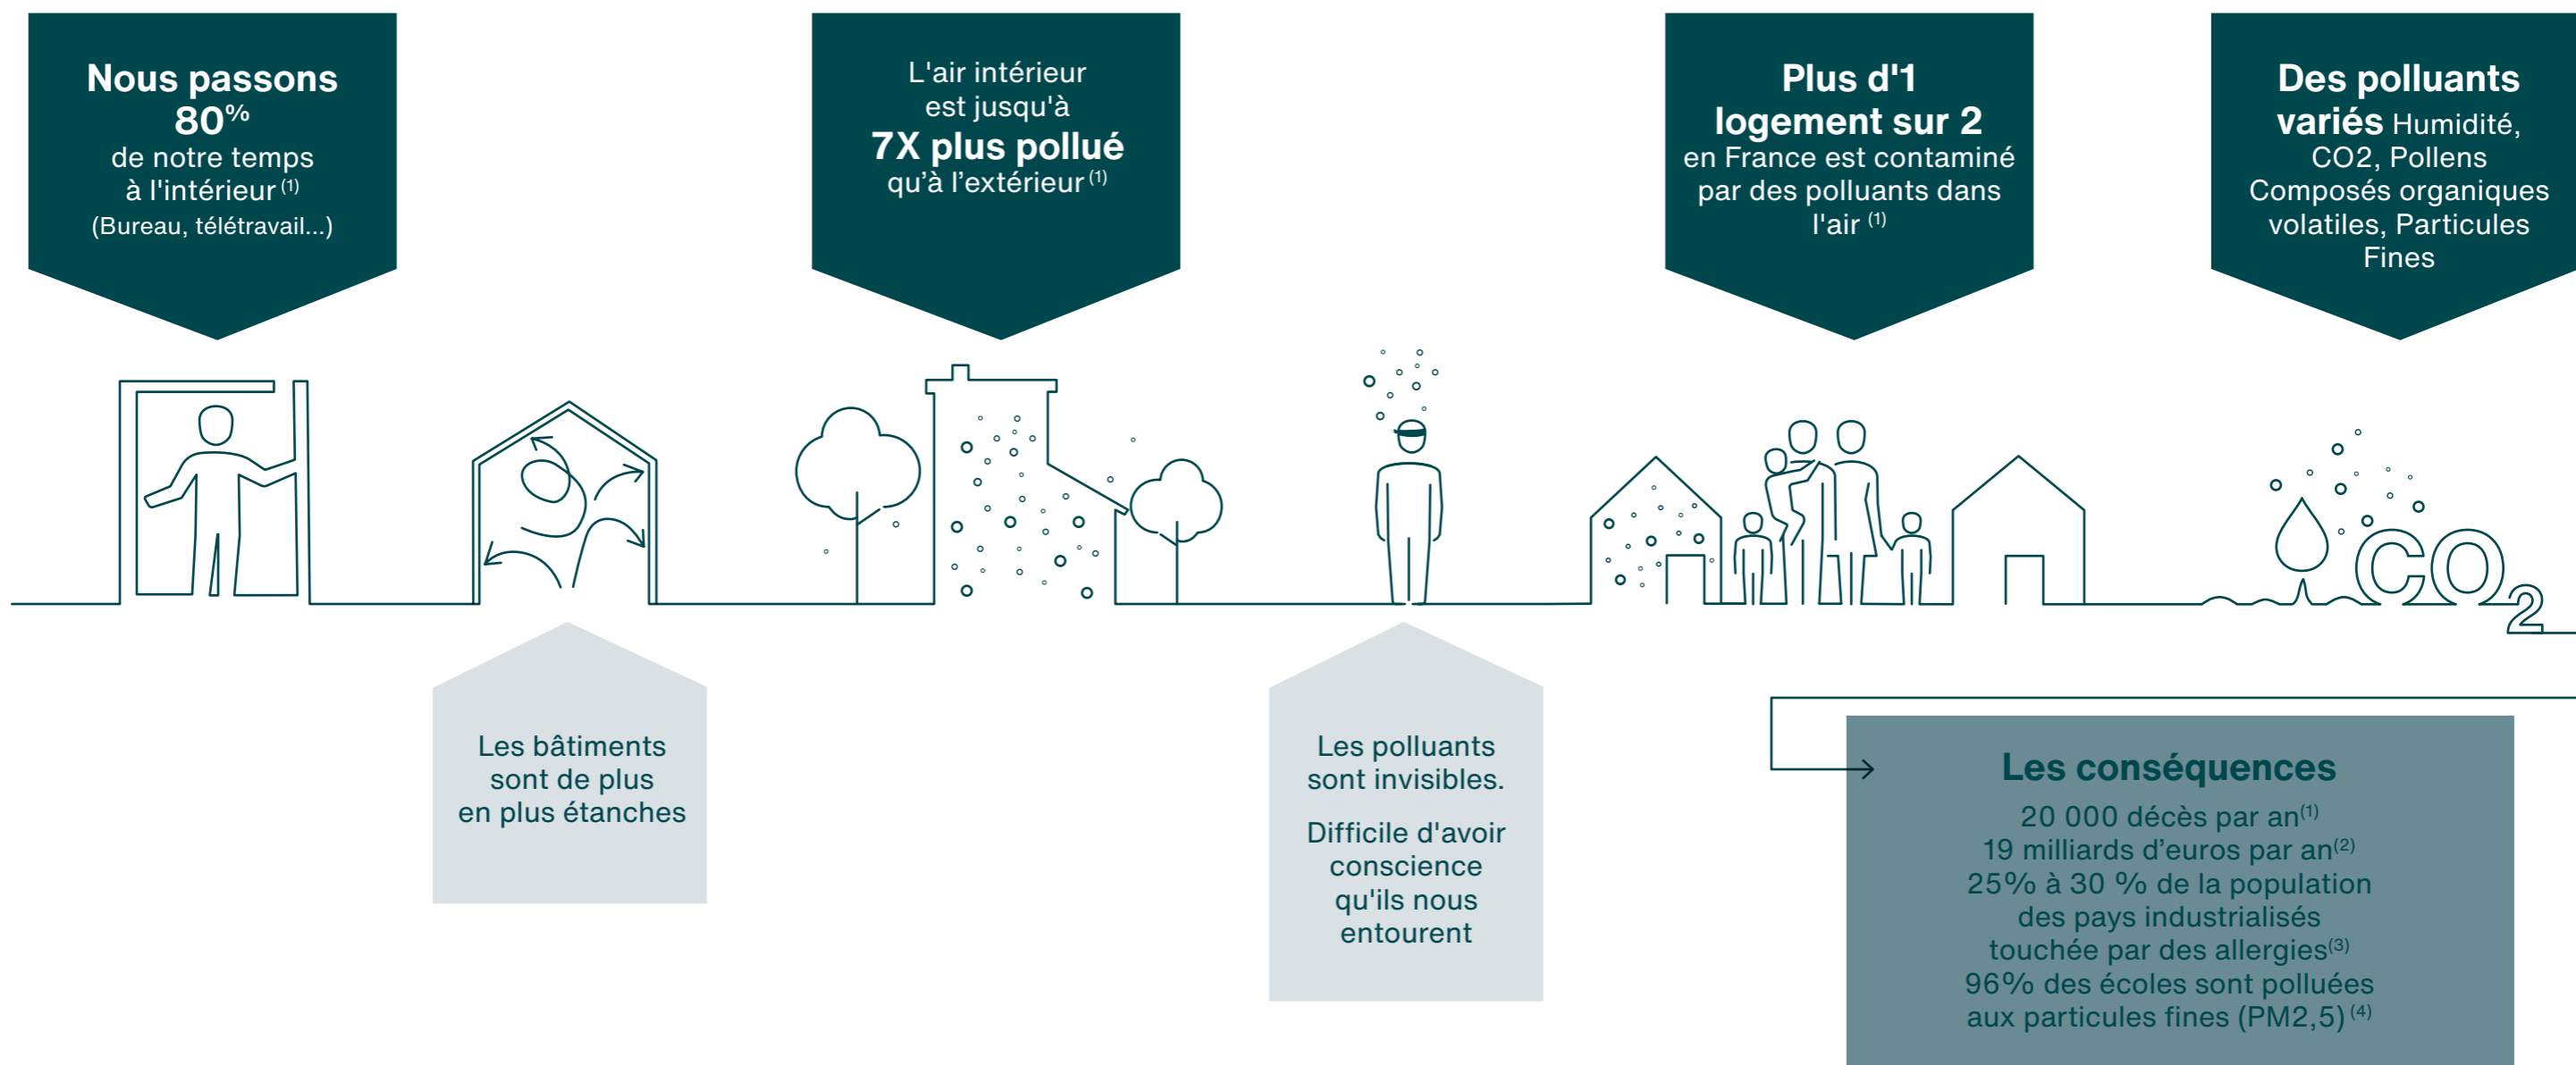 Nous passons
80%
de notre temps
à l'intérieur (1)
(Bureau, télétravail...)
L'air intérieur
est jusqu'à
7X plus pollué
qu’à l’extérieur (1)
Plus d'1
logement sur 2
en France est contaminé
par des polluants dans
l'air (1)
Des polluants
variés Humidité,
CO2, Pollens
Composés organiques
volatiles, Particules
Fines
CO2
Les bâtiments
sont de plus
en plus étanches
Les polluants
sont invisibles.
Difficile d'avoir
conscience
qu'ils nous
entourent
Les conséquences
20 000 décès par an(1)
19 milliards d’euros par an(2)
25% à 30 % de la population
des pays industrialisés
touchée par des allergies(3)
96% des écoles sont polluées
aux particules fines (PM2,5) (4)